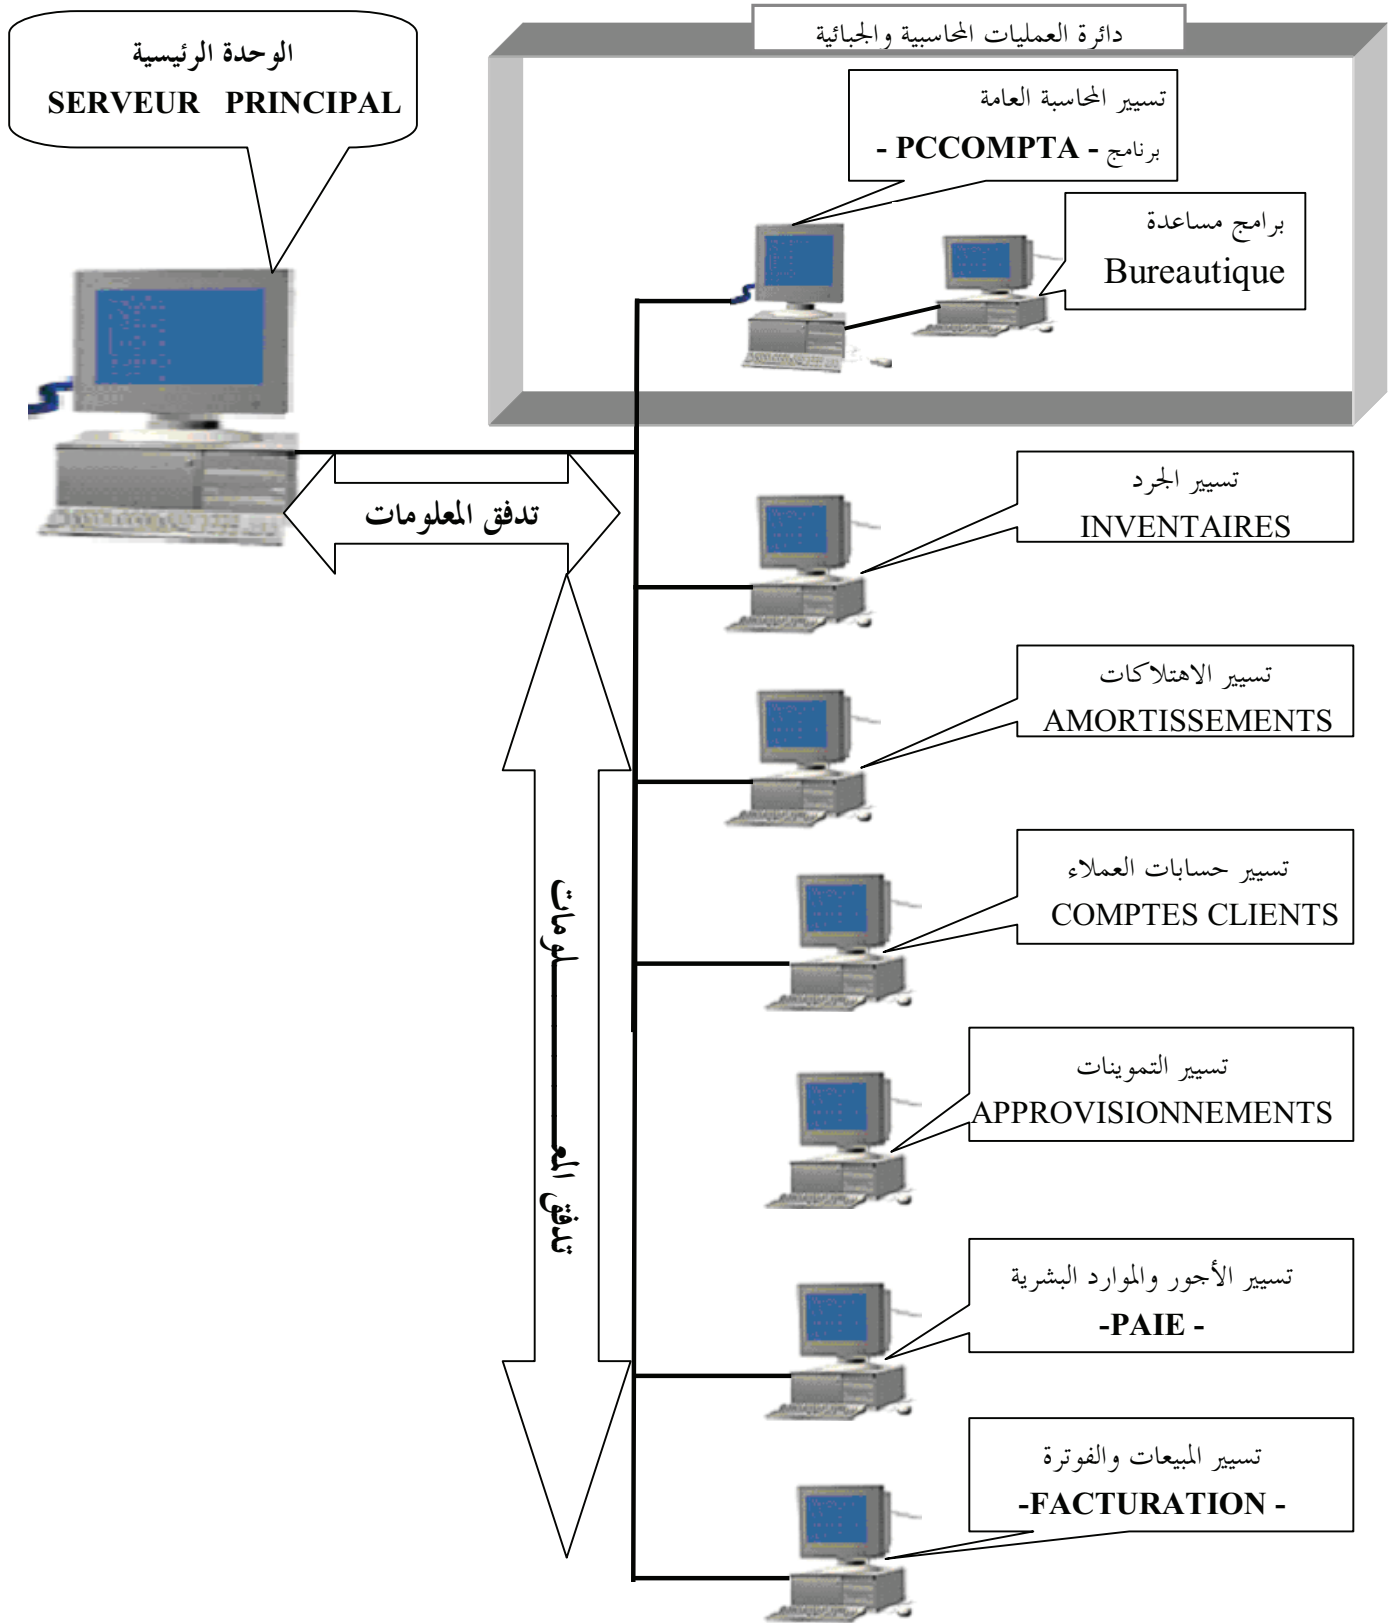 الوحدة الرئيسية
SERVEUR PRINCIPAL
دائرة العمليات المحاسبية والجبائية
تسيير المحاسبة العامة
برنامج - PCCOMPTA -
برامج مساعدة
Bureautique
تدفق المعلومات
تسيير الجرد
INVENTAIRES
تسيير الاهتلاكات
AMORTISSEMENTS
تسيير حسابات العملاء
COMPTES CLIENTS
تدفق المعـــــــــلومات
تسيير التموينات
APPROVISIONNEMENTS
تسيير الأجور والموارد البشرية
-PAIE -
تسيير المبيعات والفوترة
-FACTURATION -